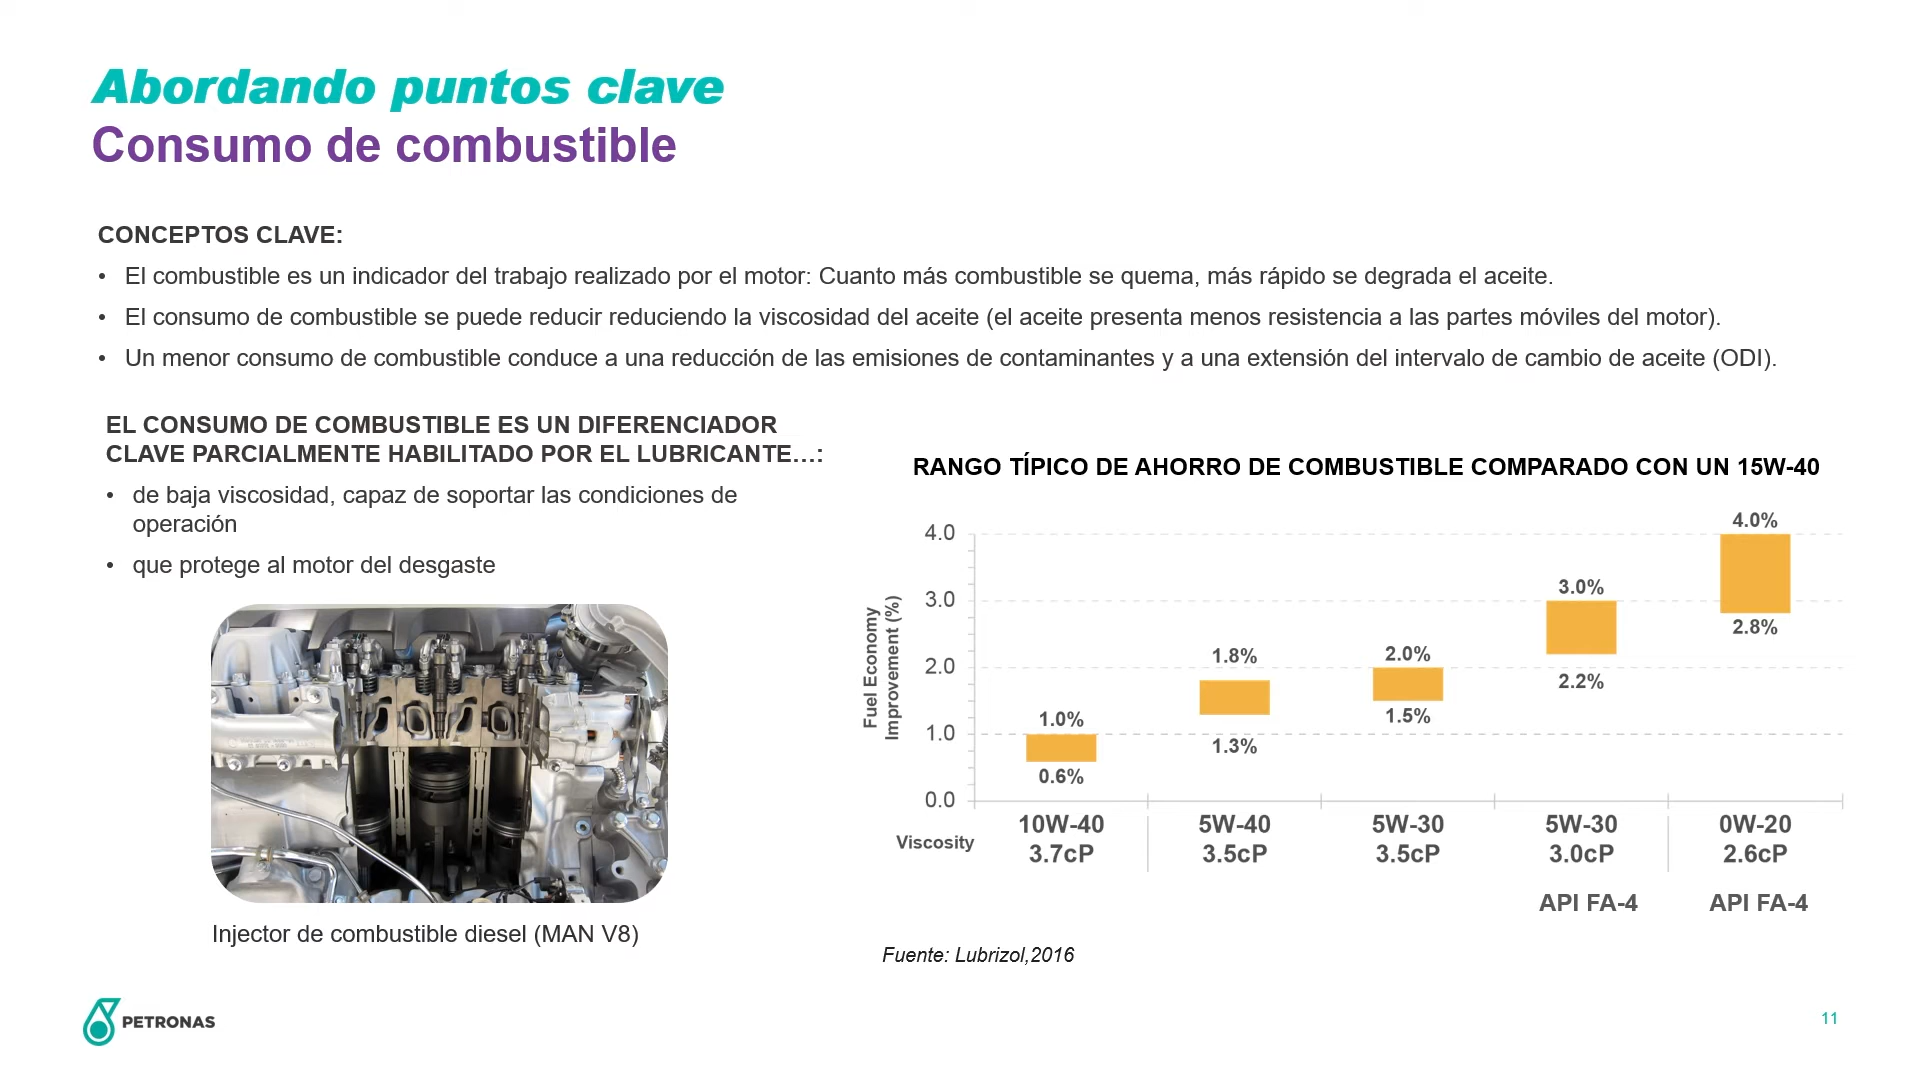 Abordando puntos clave
Consumo de combustible
CONCEPTOS CLAVE:
• El combustible es un indicador del trabajo realizado por el motor: Cuanto más combustible se quema, más rápido se degrada el aceite.
• El consumo de combustible se puede reducir reduciendo la viscosidad del aceite (el aceite presenta menos resistencia a las partes móviles del motor).
• Un menor consumo de combustible conduce a una reducción de las emisiones de contaminantes y a una extensión del intervalo de cambio de aceite (ODI).
EL CONSUMO DE COMBUSTIBLE ES UN DIFERENCIADOR
CLAVE PARCIALMENTE HABILITADO POR EL LUBRICANTE…:
• de baja viscosidad, capaz de soportar las condiciones de
operación
• que protege al motor del desgaste
Injector de combustible diesel (MAN V8)
RANGO TÍPICO DE AHORRO DE COMBUSTIBLE COMPARADO CON UN 15W-40
Fuel Economy
Improvement (%)
4.0
3.0
2.0
1.0
0.0
1.0%
0.6%
1.8%
1.3%
2.0%
1.5%
3.0%
2.2%
4.0%
2.8%
Viscosity
10W-40 5W-40 5W-30 5W-30 0W-20
3.7cP 3.5cP 3.5cP 3.0cP 2.6cP
API FA-4 API FA-4
Fuente: Lubrizol,2016
PETRONAS
11